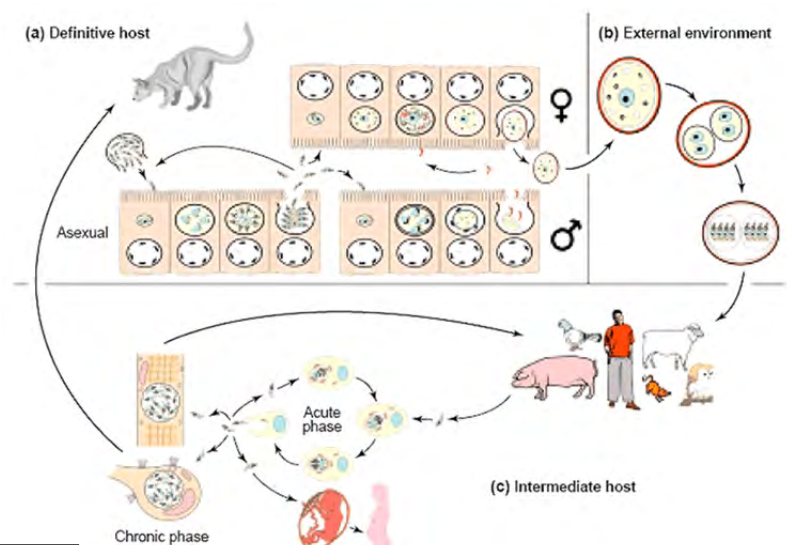 (a) Definitive host
(b) External environment
♀
Asexual
♂
Acute
phase
(c) Intermediate host
Chronic phase